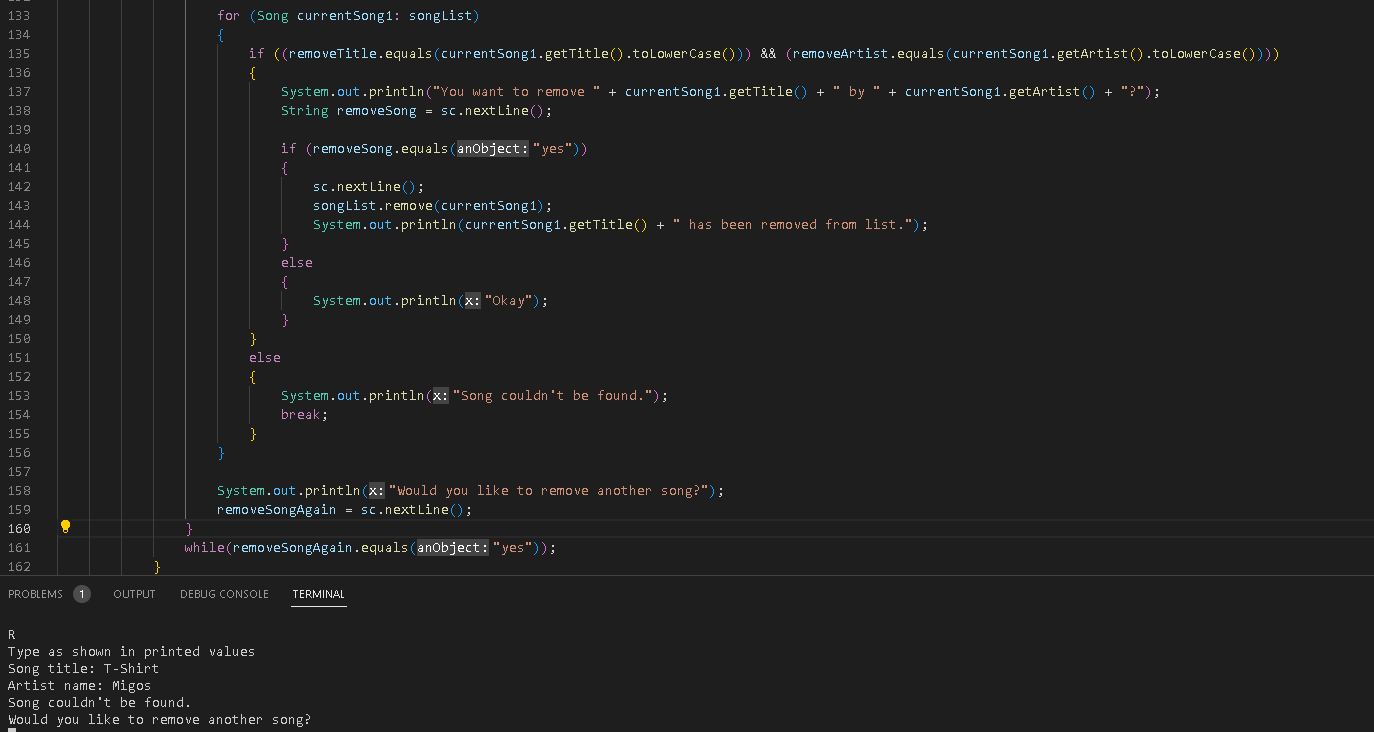 133 for (Song currentSong1: songList)
134 {
135 if ((removeTitle.equals(currentSong1.getTitle().toLowerCase())) && (removeArtist.equals(currentSong1.getArtist().toLowerCase())))
136 {
137 System.out.println("You want to remove " + currentSong1.getTitle() + " by " + currentSong1.getArtist() + "?");
138 String removeSong = sc.nextLine();
139
140 if (removeSong.equals(anObject: "yes"))
141 {
142 sc.nextLine();
143 songList.remove(currentSong1);
144 System.out.println(currentSong1.getTitle() + " has been removed from list.");
145 }
146 else
147 {
148 System.out.println(x: "Okay");
149 }
150 }
151 else
152 {
153 System.out.println(x: "Song couldn't be found.");
154 break;
155 }
156 }
157
158 System.out.println(x: "Would you like to remove another song?");
159 removeSongAgain = sc.nextLine();
160 }
161 while(removeSongAgain.equals(anObject: "yes"));
162 }
PROBLEMS 1 OUTPUT DEBUG CONSOLE TERMINAL
R
Type as shown in printed values
Song title: T-Shirt
Artist name: Migos
Song couldn't be found.
Would you like to remove another song?